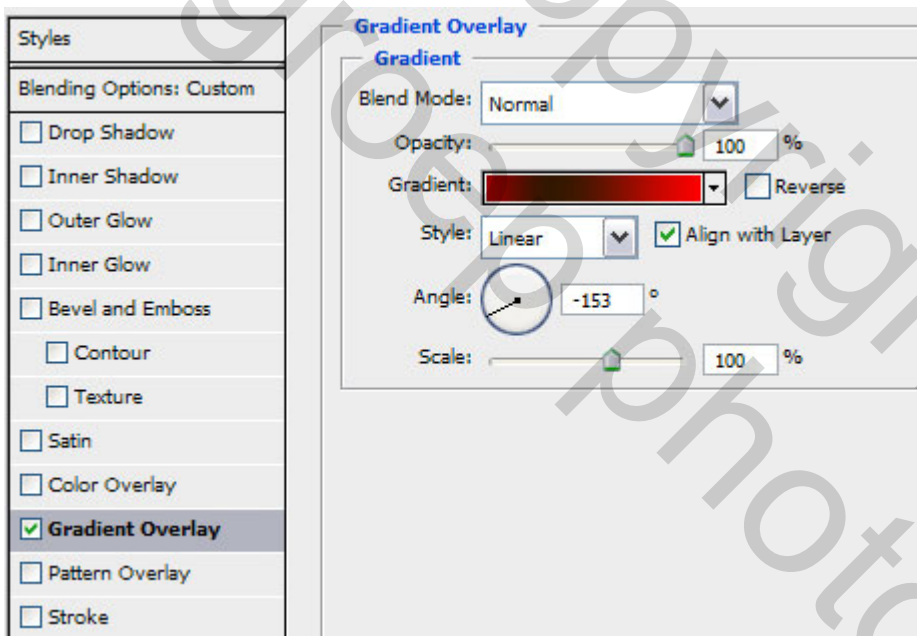 Styles
Blending Options: Custom
Drop Shadow
Inner Shadow
Outer Glow
Inner Glow
Bevel and Emboss
Contour
Texture
Satin
Color Overlay
Gradient Overlay
Pattern Overlay
Stroke
Gradient Overlay
Gradient
Blend Mode: Normal
Opacity: 100 %
Gradient: Reverse
Style: Linear Align with Layer
Angle: -153 °
Scale: 100 %